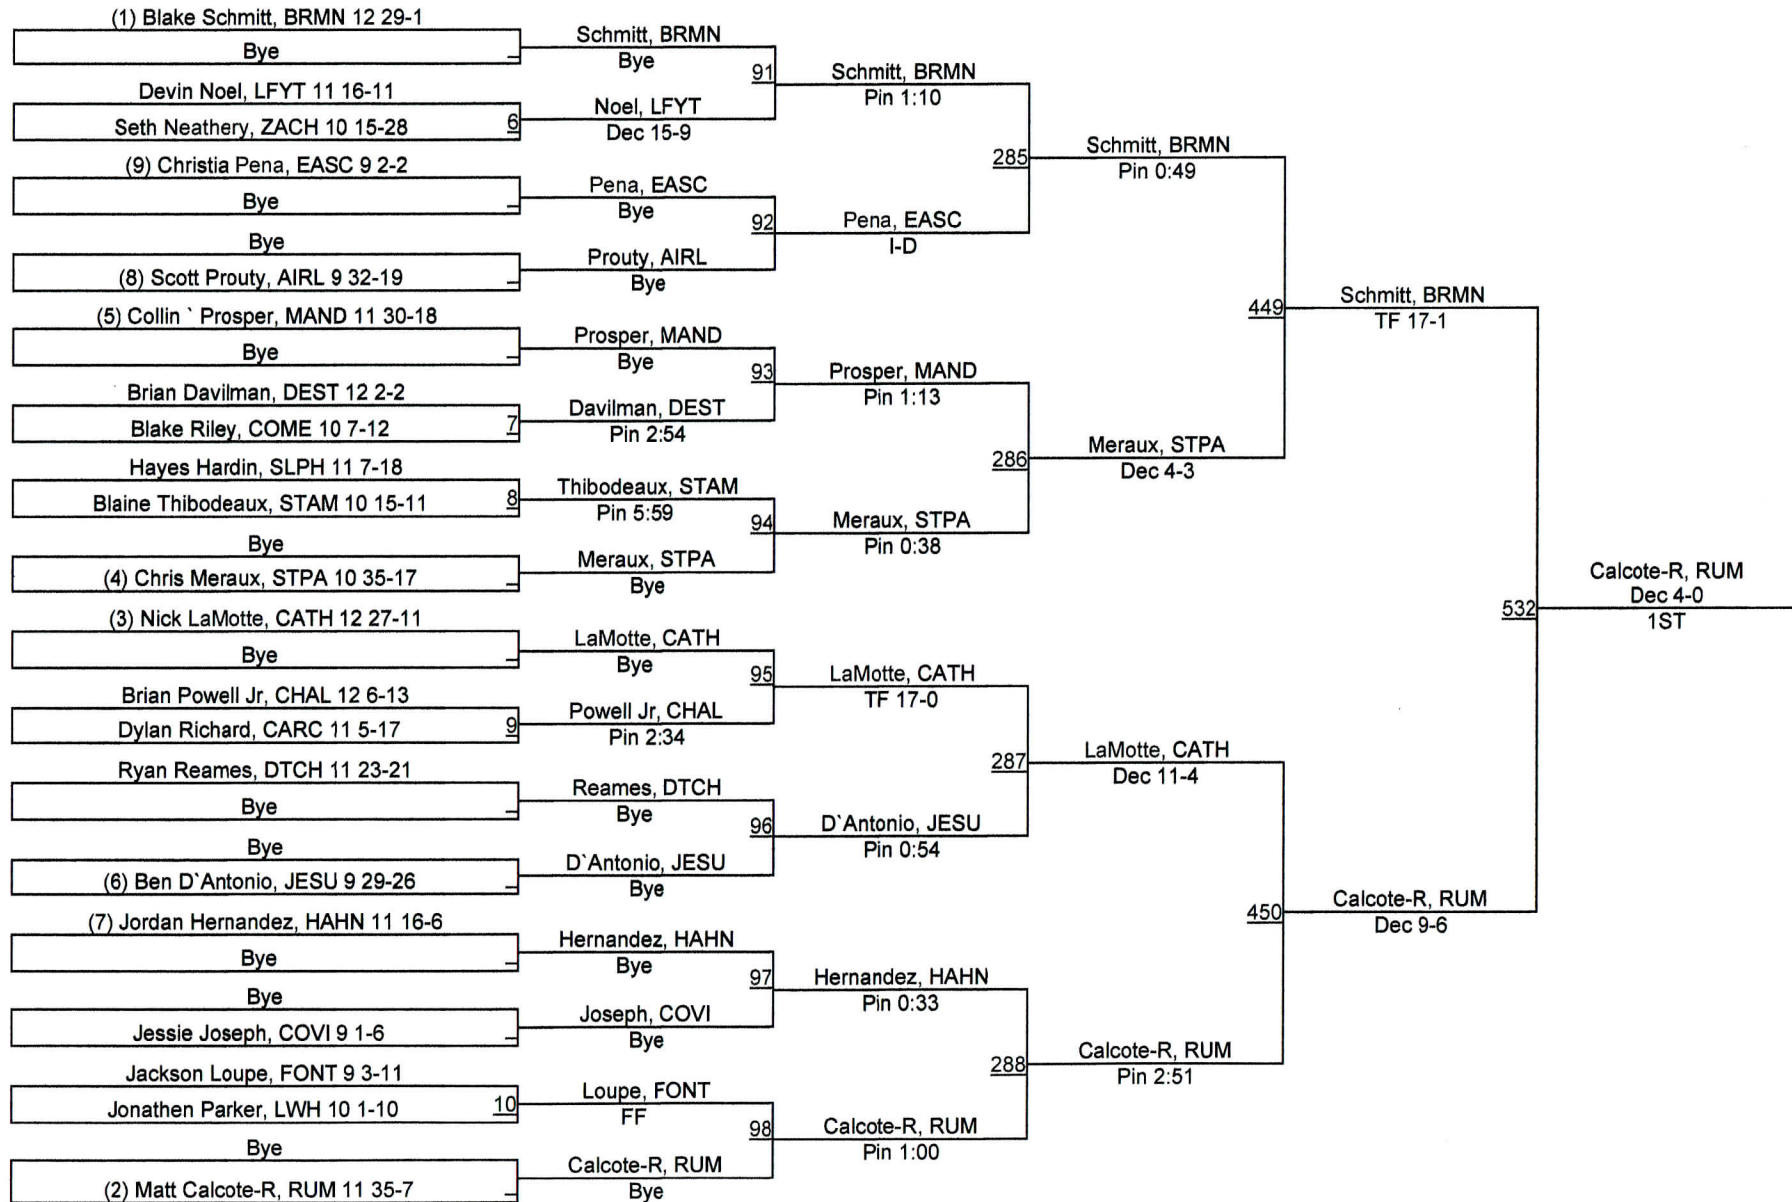 (1) Blake Schmitt, BRMN 12 29-1
Bye
Devin Noel, LFYT 11 16-11
Seth Neathery, ZACH 10 15-28
6
(9) Christia Pena, EASC 9 2-2
Bye
Bye
(8) Scott Prouty, AIRL 9 32-19
(5) Collin ` Prosper, MAND 11 30-18
Bye
Brian Davilman, DEST 12 2-2
Blake Riley, COME 10 7-12
7
Hayes Hardin, SLPH 11 7-18
Blaine Thibodeaux, STAM 10 15-11
8
Bye
(4) Chris Meraux, STPA 10 35-17
(3) Nick LaMotte, CATH 12 27-11
Bye
Brian Powell Jr, CHAL 12 6-13
Dylan Richard, CARC 11 5-17
9
Ryan Reames, DTCH 11 23-21
Bye
Bye
(6) Ben D`Antonio, JESU 9 29-26
(7) Jordan Hernandez, HAHN 11 16-6
Bye
Bye
Jessie Joseph, COVI 9 1-6
Jackson Loupe, FONT 9 3-11
Jonathen Parker, LWH 10 1-10
10
Bye
(2) Matt Calcote-R, RUM 11 35-7
Schmitt, BRMN
Bye
91
Noel, LFYT
Dec 15-9
Pena, EASC
Bye
92
Prouty, AIRL
Bye
Prosper, MAND
Bye
93
Davilman, DEST
Pin 2:54
Thibodeaux, STAM
Pin 5:59
94
Meraux, STPA
Bye
LaMotte, CATH
Bye
95
Powell Jr, CHAL
Pin 2:34
Reames, DTCH
Bye
96
D`Antonio, JESU
Bye
Hernandez, HAHN
Bye
97
Joseph, COVI
Bye
Loupe, FONT
FF
98
Calcote-R, RUM
Bye
Schmitt, BRMN
Pin 1:10
285
Pena, EASC
I-D
Prosper, MAND
Pin 1:13
286
Meraux, STPA
Pin 0:38
LaMotte, CATH
TF 17-0
287
D`Antonio, JESU
Pin 0:54
Hernandez, HAHN
Pin 0:33
288
Calcote-R, RUM
Pin 1:00
Schmitt, BRMN
Pin 0:49
449
Meraux, STPA
Dec 4-3
LaMotte, CATH
Dec 11-4
450
Calcote-R, RUM
Pin 2:51
Schmitt, BRMN
TF 17-1
532
Calcote-R, RUM
Dec 9-6
Calcote-R, RUM
Dec 4-0
1ST